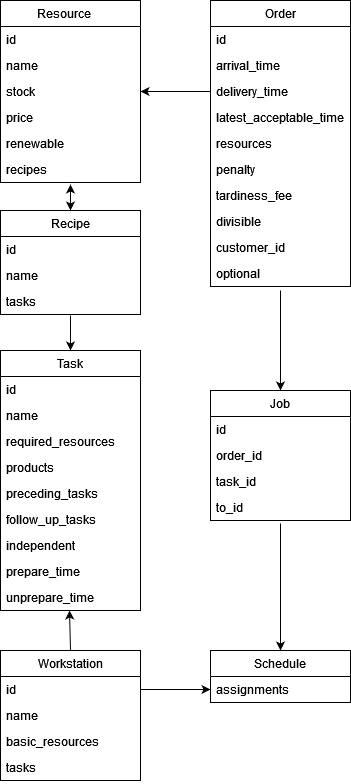 Resource
id
name
stock
price
renewable
recipes
Order
id
arrival_time
delivery_time
latest_acceptable_time
resources
penalty
tardiness_fee
divisible
customer_id
optional
Recipe
id
name
tasks
Task
id
name
required_resources
products
preceding_tasks
follow_up_tasks
independent
prepare_time
unprepare_time
Job
id
order_id
task_id
to_id
Workstation
id
name
basic_resources
tasks
Schedule
assignments